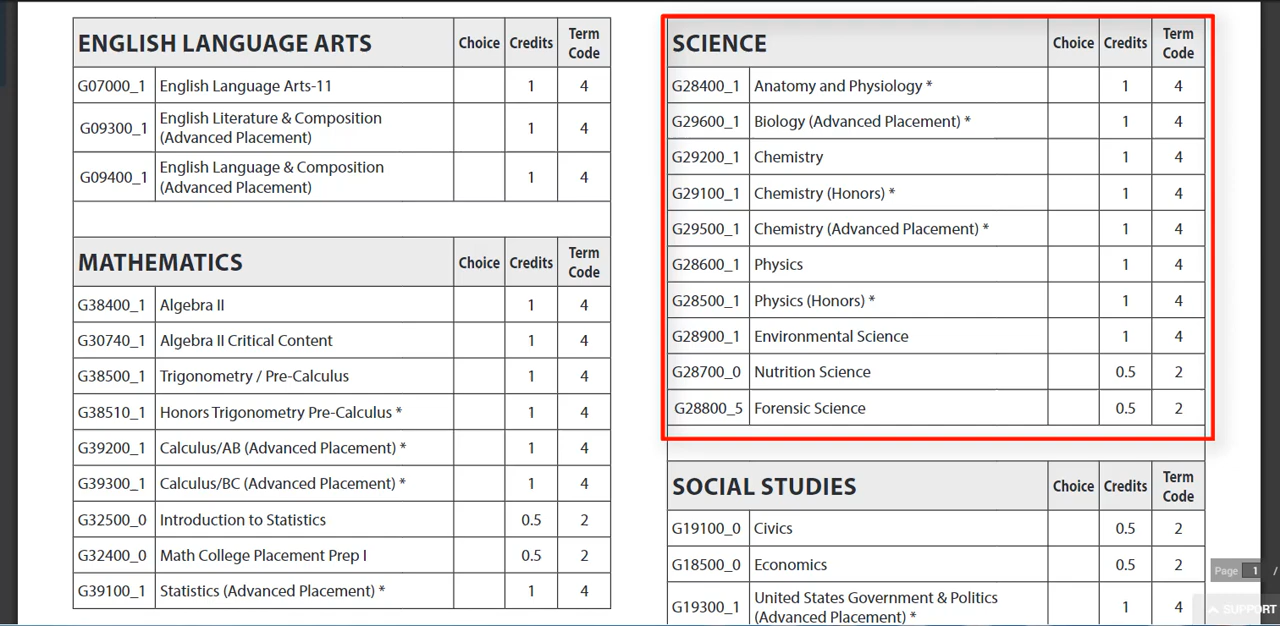 ENGLISH LANGUAGE ARTS Choice Credits Term Code
G07000_1 English Language Arts-11 1 4
G09300_1 English Literature & Composition (Advanced Placement) 1 4
G09400_1 English Language & Composition (Advanced Placement) 1 4
MATHEMATICS Choice Credits Term Code
G38400_1 Algebra II 1 4
G30740_1 Algebra II Critical Content 1 4
G38500_1 Trigonometry / Pre-Calculus 1 4
G38510_1 Honors Trigonometry Pre-Calculus * 1 4
G39200_1 Calculus/AB (Advanced Placement) * 1 4
G39300_1 Calculus/BC (Advanced Placement) * 1 4
G32500_0 Introduction to Statistics 0.5 2
G32400_0 Math College Placement Prep I 0.5 2
G39100_1 Statistics (Advanced Placement) * 1 4
SCIENCE Choice Credits Term Code
G28400_1 Anatomy and Physiology * 1 4
G29600_1 Biology (Advanced Placement) * 1 4
G29200_1 Chemistry 1 4
G29100_1 Chemistry (Honors) * 1 4
G29500_1 Chemistry (Advanced Placement) * 1 4
G28600_1 Physics 1 4
G28500_1 Physics (Honors) * 1 4
G28900_1 Environmental Science 1 4
G28700_0 Nutrition Science 0.5 2
G28800_5 Forensic Science 0.5 2
SOCIAL STUDIES Choice Credits Term Code
G19100_0 Civics 0.5 2
G18500_0 Economics 0.5 2
G19300_1 United States Government & Politics (Advanced Placement) * 1 4
Page 1 /
SUPPORT